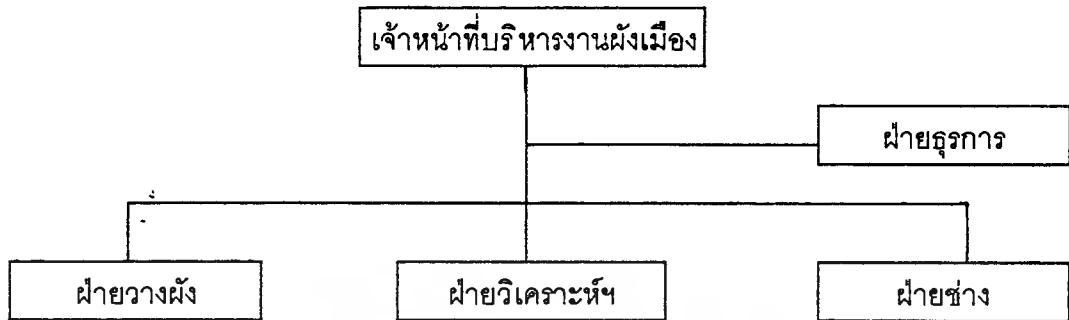 เจ้าหน้าที่บริหารงานผังเมือง
ฝ่ายธุรการ
ฝ่ายวางผัง
ฝ่ายวิเคราะห์ฯ
ฝ่ายช่าง